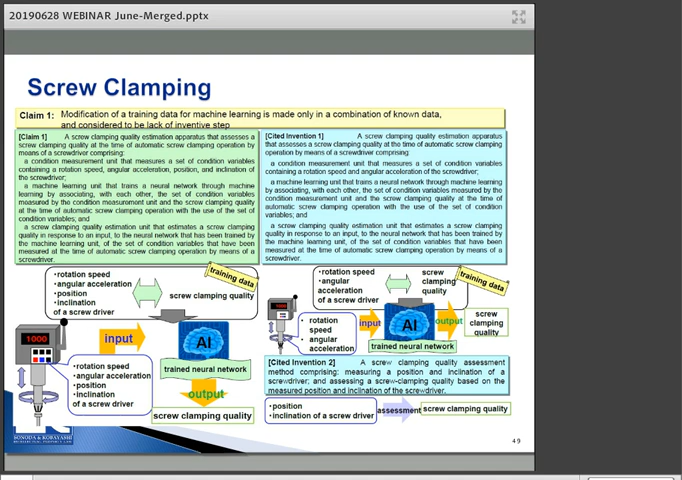 20190628 WEBINAR June-Merged.pptx
Screw Clamping
Claim 1: Modification of a training data for machine learning is made only in a combination of known data,
and considered to be lack of inventive step
[Claim 1] A screw clamping quality estimation apparatus that assesses a
screw clamping quality at the time of automatic screw clamping operation by
means of a screwdriver comprising:
a condition measurement unit that measures a set of condition variables
containing a rotation speed, angular acceleration, position, and inclination of
the screwdriver;
a machine learning unit that trains a neural network through machine
learning by associating, with each other, the set of condition variables
measured by the condition measurement unit and the screw clamping quality
at the time of automatic screw clamping operation with the use of the set of
condition variables; and
a screw clamping quality estimation unit that estimates a screw clamping
quality in response to an input, to the neural network that has been trained by
the machine learning unit, of the set of condition variables that have been
measured at the time of automatic screw clamping operation by means of a
screwdriver.
[Cited Invention 1] A screw clamping quality estimation apparatus
that assesses a screw clamping quality at the time of automatic screw clamping
operation by means of a screwdriver comprising:
a condition measurement unit that measures a set of condition variables
containing a rotation speed and angular acceleration of the screwdriver;
a machine learning unit that trains a neural network through machine learning
by associating, with each other, the set of condition variables measured by the
condition measurement unit and the screw clamping quality at the time of
automatic screw clamping operation with the use of the set of condition
variables; and
a screw clamping quality estimation unit that estimates a screw clamping
quality in response to an input, to the neural network that has been trained by
the machine learning unit, of the set of condition variables that have been
measured at the time of automatic screw clamping operation by means of a
screwdriver.
・rotation speed
・angular acceleration
・position
・inclination
of a screw driver
screw clamping quality
training data
1000
input
AI
trained neural network
・rotation speed
・angular acceleration
・position
・inclination
of a screw driver
output
screw clamping quality
・rotation speed
・angular
acceleration
of a screw driver
screw
clamping
quality
training data
・rotation
speed
・angular
acceleration
input
AI
output
screw
clamping
quality
trained neural network
[Cited Invention 2] A screw clamping quality assessment
method comprising: measuring a position and inclination of a
screwdriver; and assessing a screw-clamping quality based on the
measured position and inclination of the screwdriver.
・position
・inclination of a screw driver
assessment
screw clamping quality
SONODA & KOBAYASHI
49